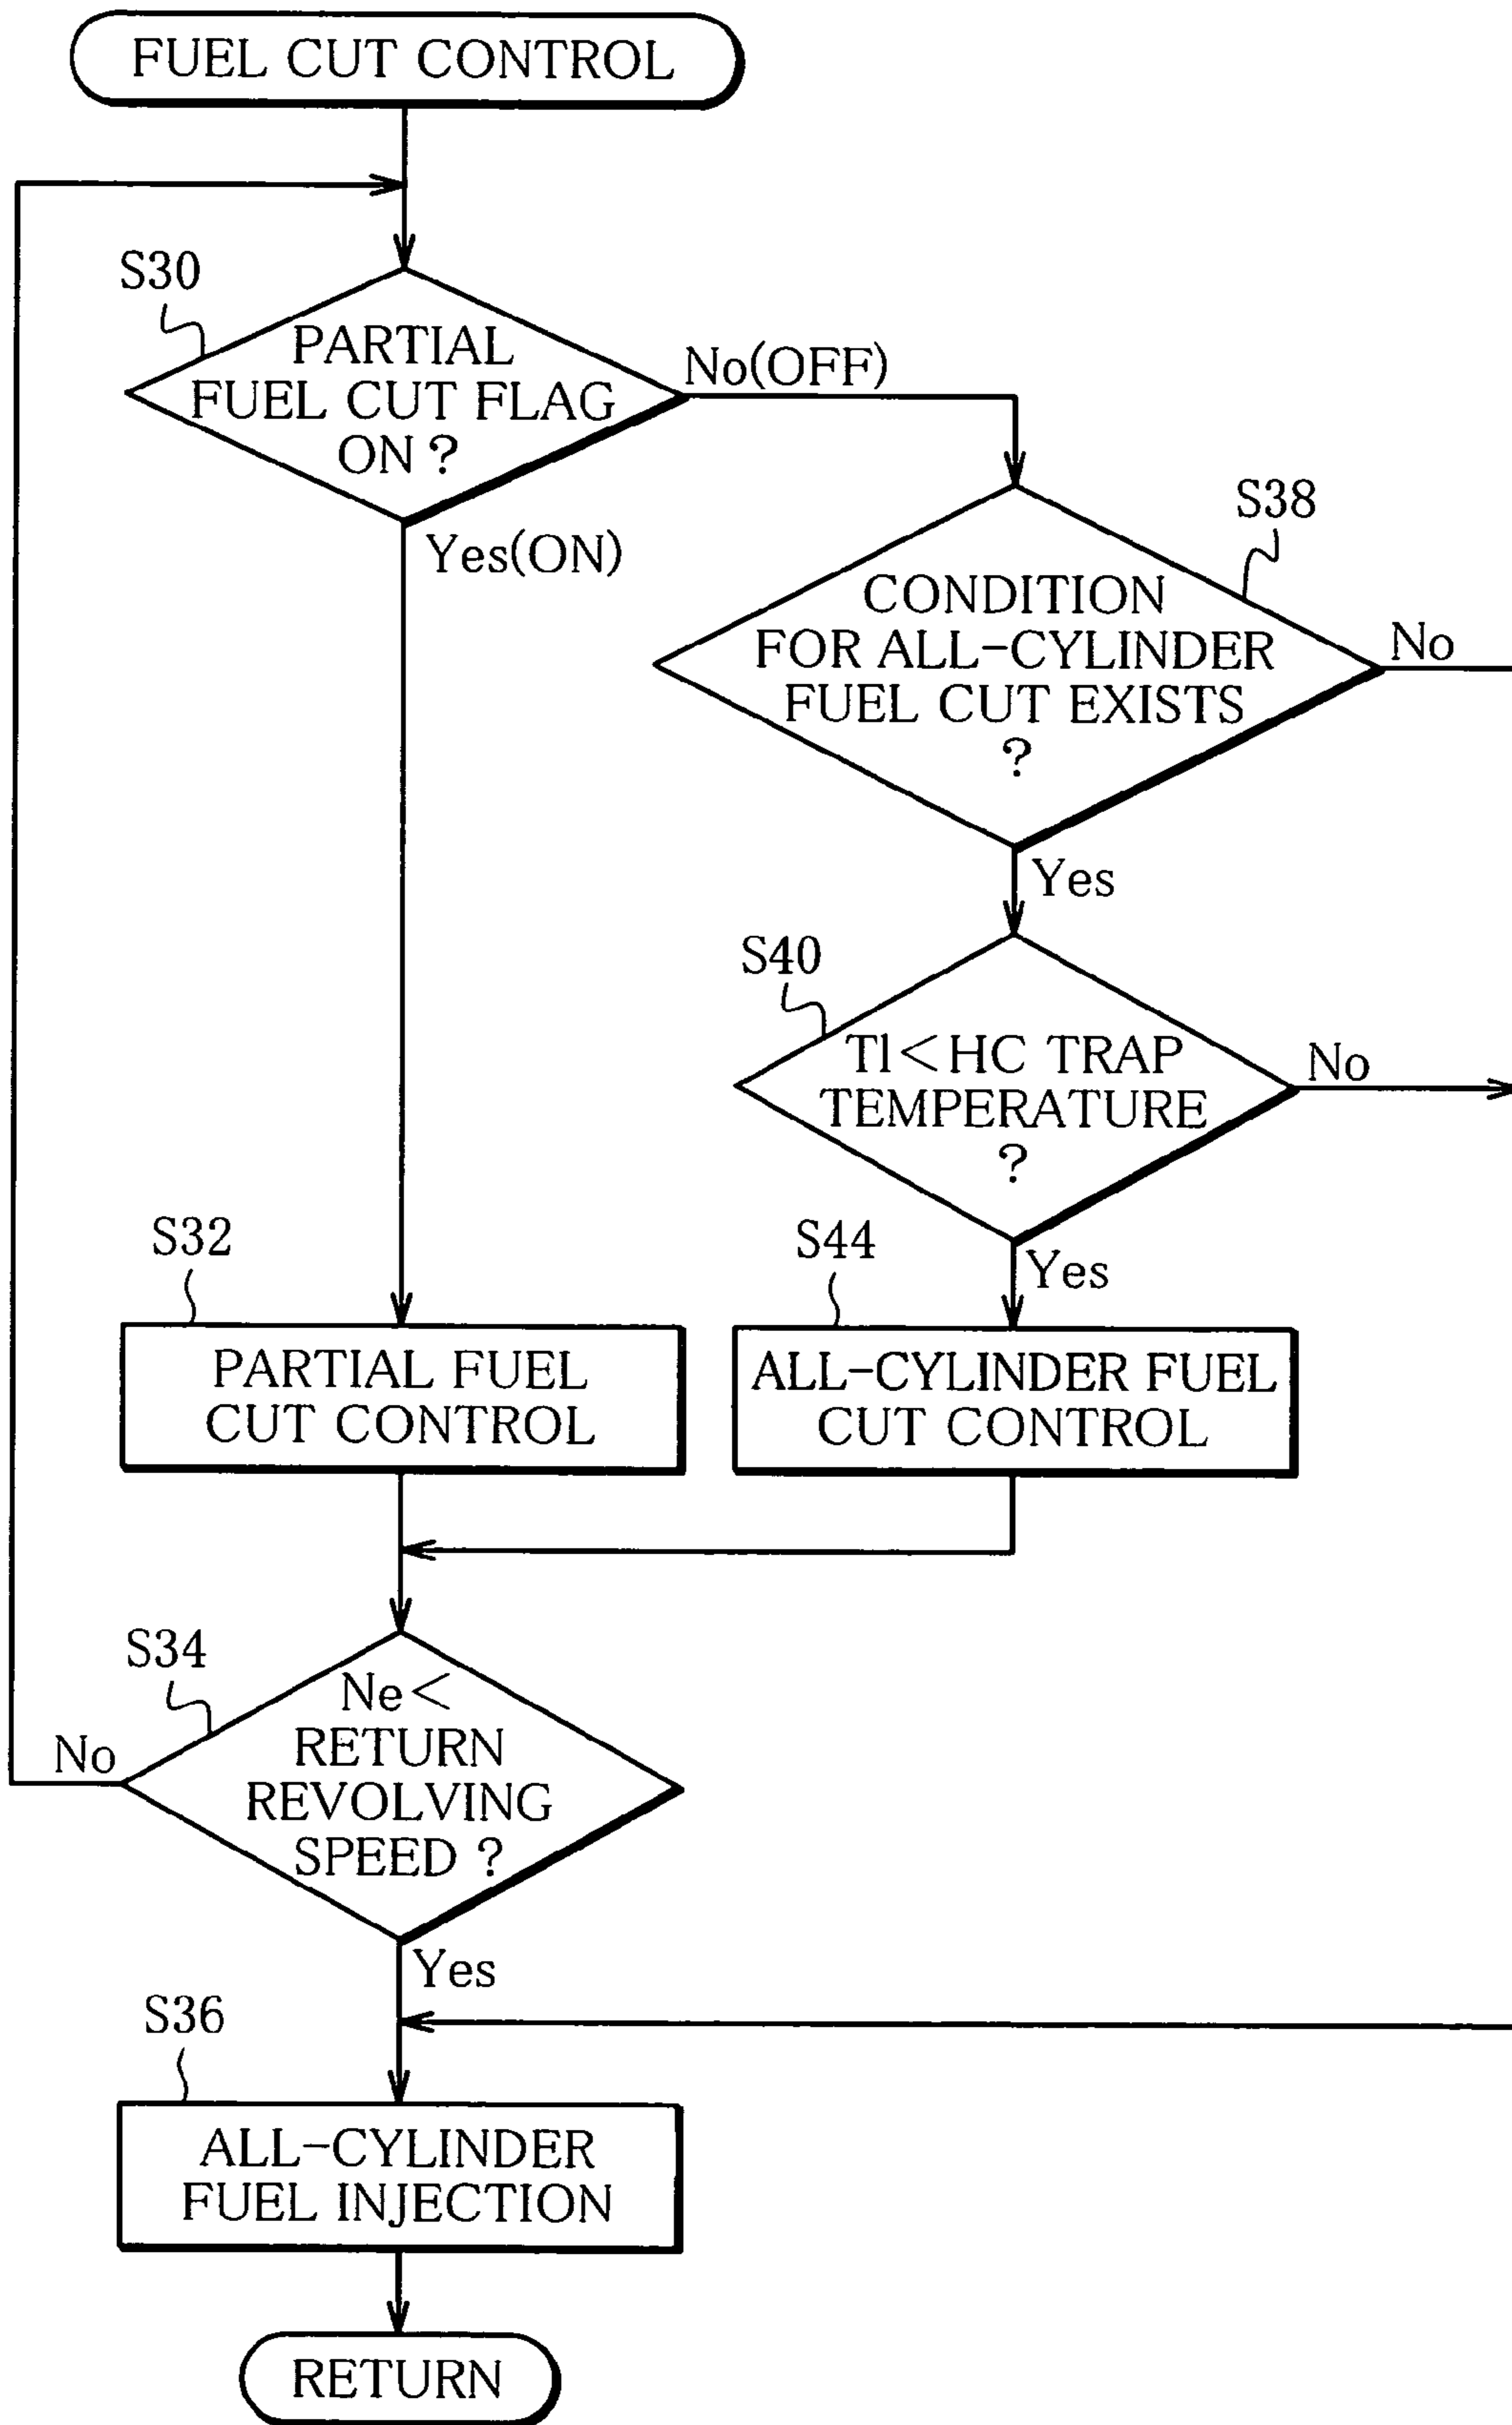 FUEL CUT CONTROL
S30
PARTIAL
FUEL CUT FLAG
ON ?
No(OFF)
Yes(ON)
S38
CONDITION
FOR ALL-CYLINDER
FUEL CUT EXISTS
?
No
Yes
S40
Tl<HC TRAP
TEMPERATURE
?
No
Yes
S32
PARTIAL FUEL
CUT CONTROL
S44
ALL-CYLINDER FUEL
CUT CONTROL
S34
Ne<
RETURN
REVOLVING
SPEED ?
No
Yes
S36
ALL-CYLINDER
FUEL INJECTION
RETURN